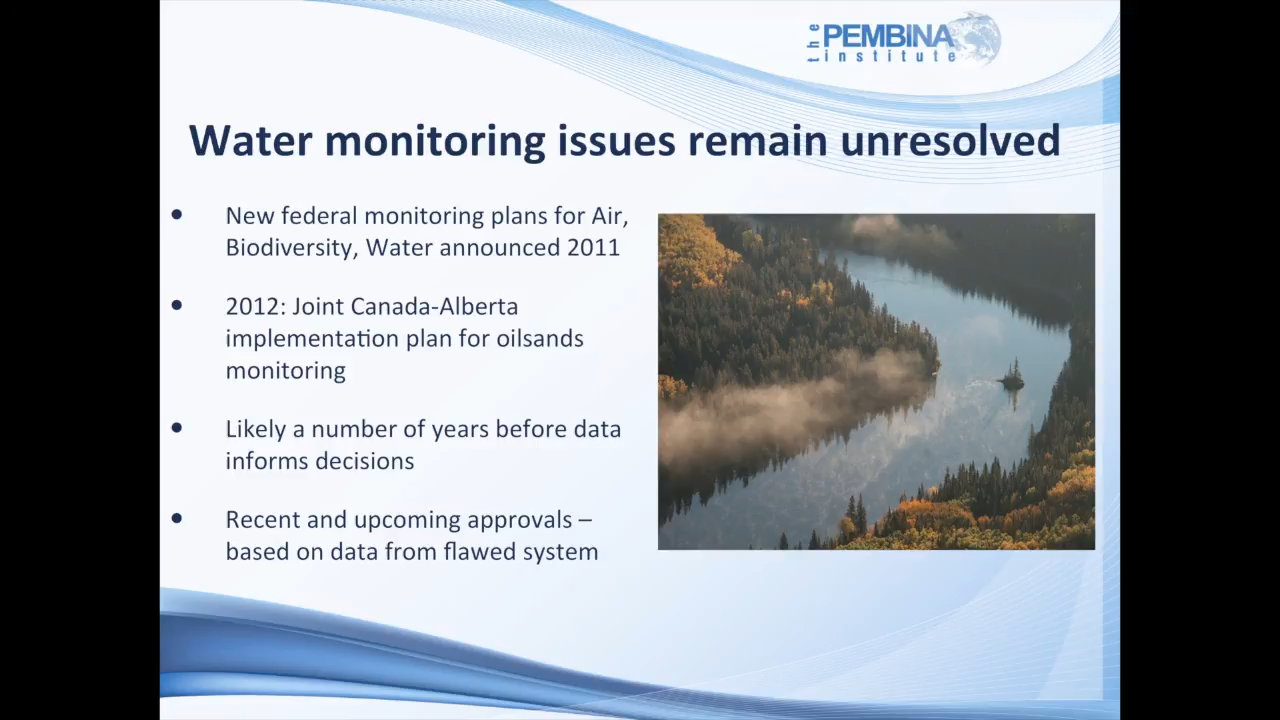 the PEMBINA
institute
Water monitoring issues remain unresolved
• New federal monitoring plans for Air,
Biodiversity, Water announced 2011
• 2012: Joint Canada-Alberta
implementation plan for oilsands
monitoring
• Likely a number of years before data
informs decisions
• Recent and upcoming approvals –
based on data from flawed system